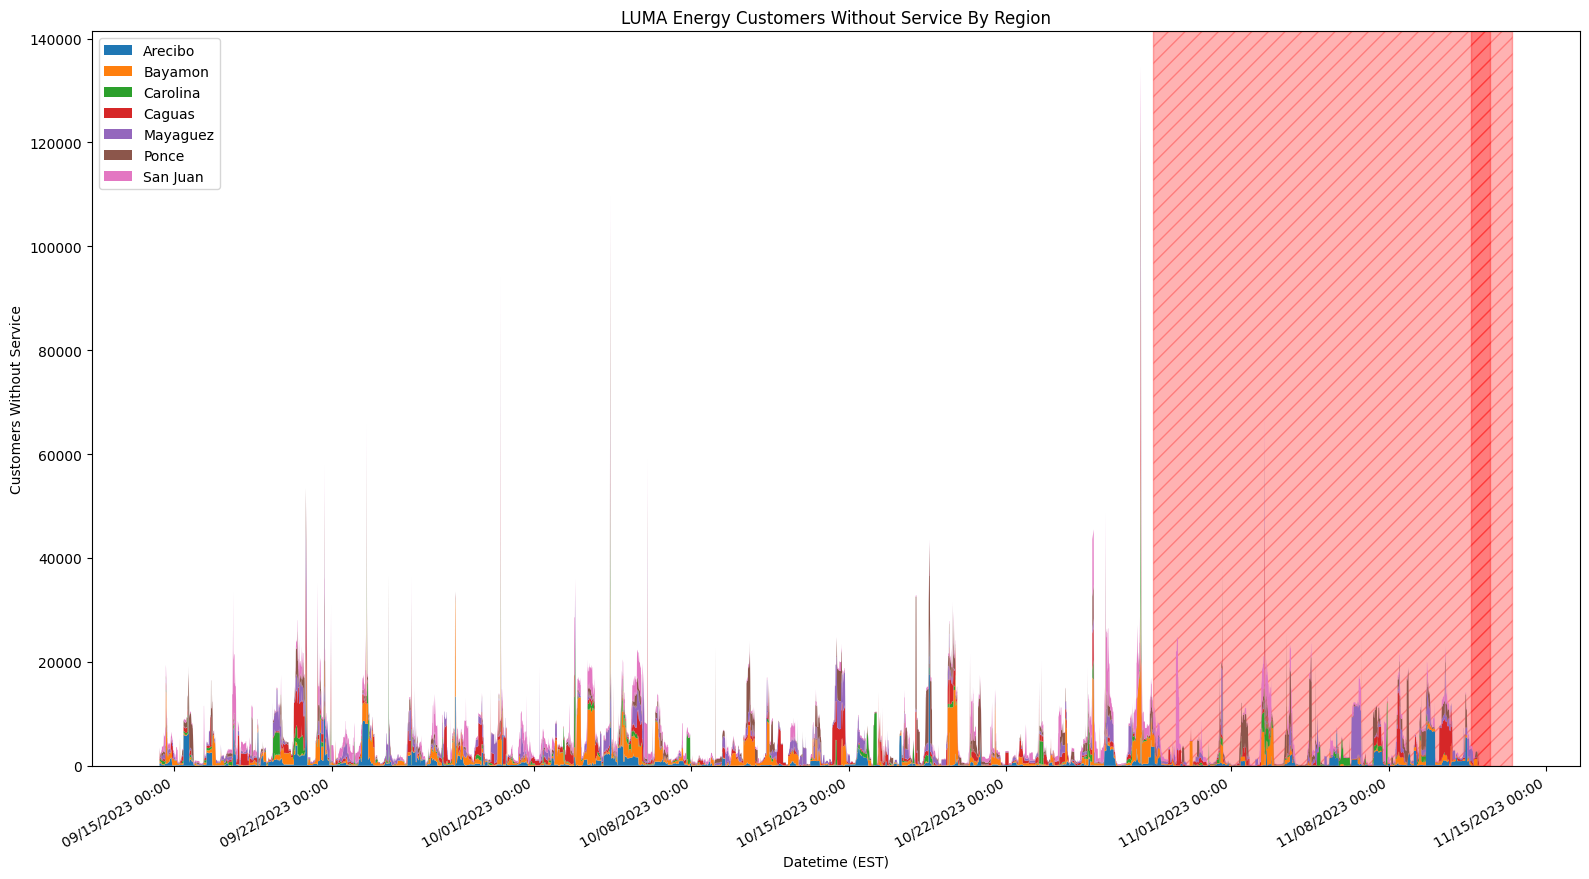 LUMA Energy Customers Without Service By Region
140000
120000
100000
80000
60000
40000
20000
0
Customers Without Service
Arecibo
Bayamon
Carolina
Caguas
Mayaguez
Ponce
San Juan
09/15/2023 00:00
09/22/2023 00:00
10/01/2023 00:00
10/08/2023 00:00
10/15/2023 00:00
10/22/2023 00:00
11/01/2023 00:00
11/08/2023 00:00
11/15/2023 00:00
Datetime (EST)